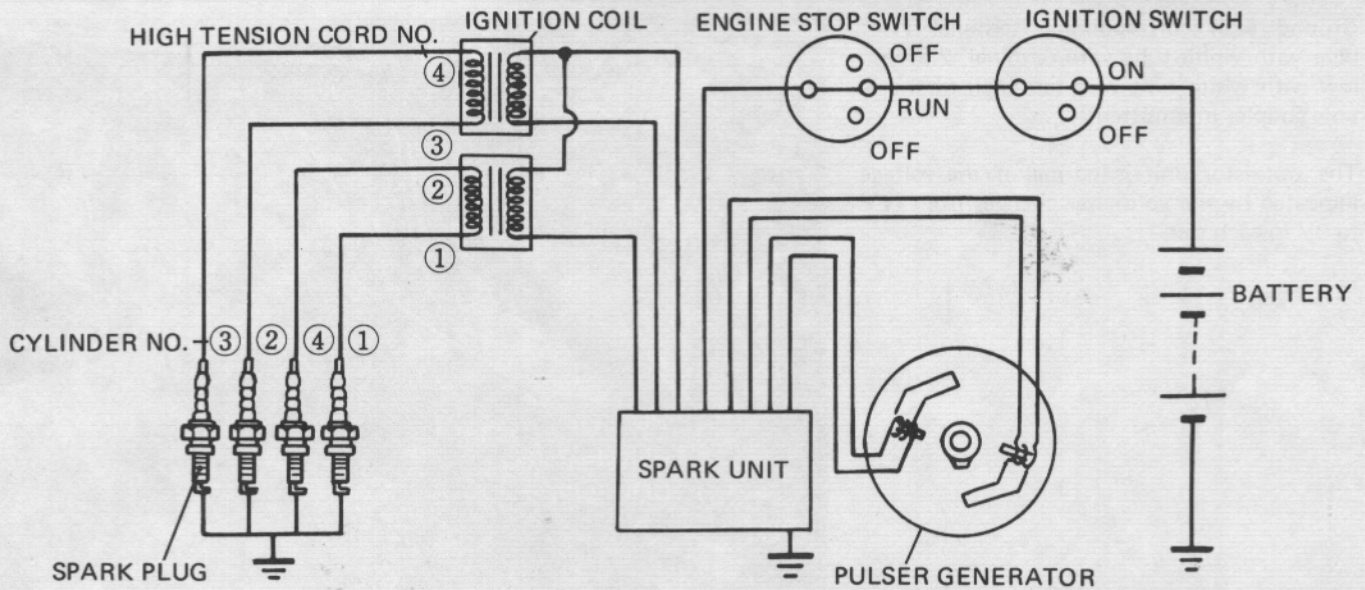 IGNITION COIL
ENGINE STOP SWITCH
IGNITION SWITCH
HIGH TENSION CORD NO.
④
③
②
①
OFF
RUN
OFF
ON
OFF
BATTERY
CYLINDER NO.
③ ② ④ ①
SPARK UNIT
SPARK PLUG
PULSER GENERATOR